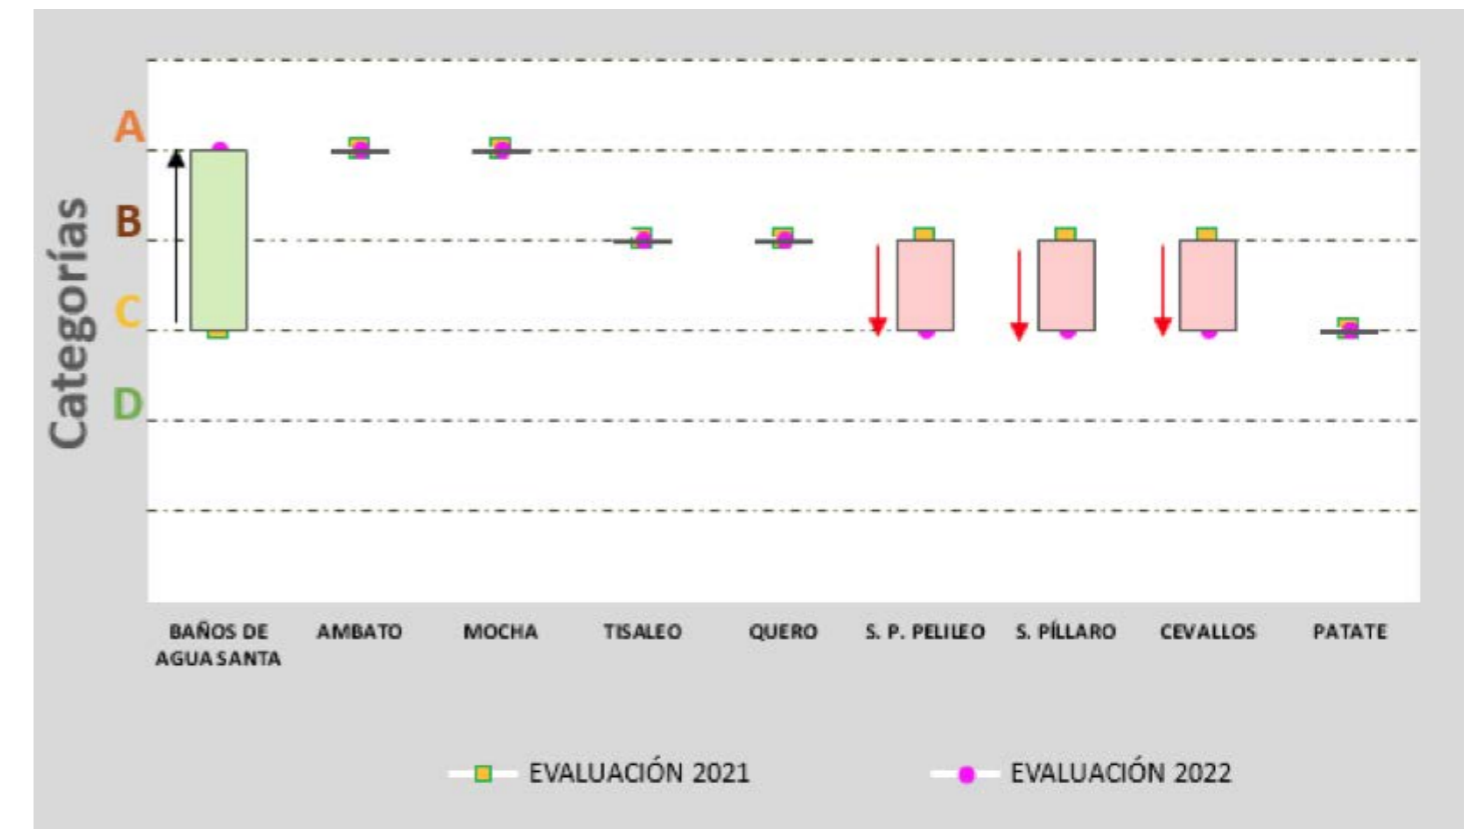 Categorías
A
B
C
D
BAÑOS DE
AGUA SANTA
AMBATO
MOCHA
TISALEO
QUERO
S. P. PELILEO
S. PÍLLARO
CEVALLOS
PATATE
EVALUACIÓN 2021
EVALUACIÓN 2022